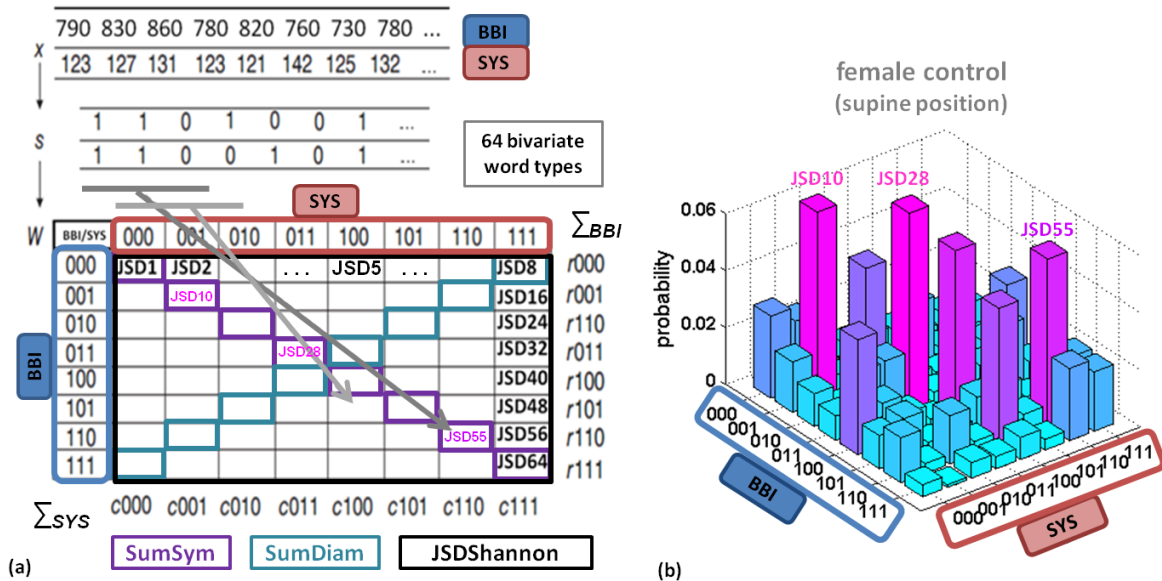 790 830 860 780 820 760 730 780 ... BBI
X
123 127 131 123 121 142 125 132 ... SYS
1 1 0 1 0 0 1 ...
S
1 1 0 0 1 0 1 ...
64 bivariate
word types
SYS
W BBI/SYS 000 001 010 011 100 101 110 111 ∑BBI
000 JSD1 JSD2 ... JSD5 ... JSD8 r000
001 JSD10 JSD16 r001
010 JSD24 r110
BBI
011 JSD28 JSD32 r011
100 JSD40 r100
101 JSD48 r101
110 JSD55 JSD56 r110
111 JSD64 r111
∑SYS c000 c001 c010 c011 c100 c101 c110 c111
SumSym SumDiam JSDShannon
(a)
female control
(supine position)
JSD10 JSD28
JSD55
0.06
0.04
0.02
0
probability
000
001
010
011
100
101
110
111
BBI
000
001
010
011
100
101
110
111
SYS
(b)